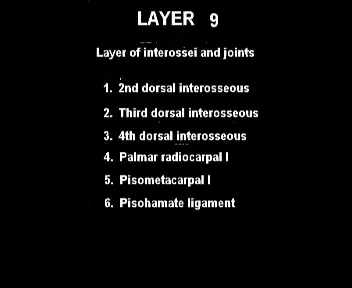 LAYER 9
Layer of interossei and joints
1. 2nd dorsal interosseous
2. Third dorsal interosseous
3. 4th dorsal interosseous
4. Palmar radiocarpal l
5. Pisometacarpal l
6. Pisohamate ligament